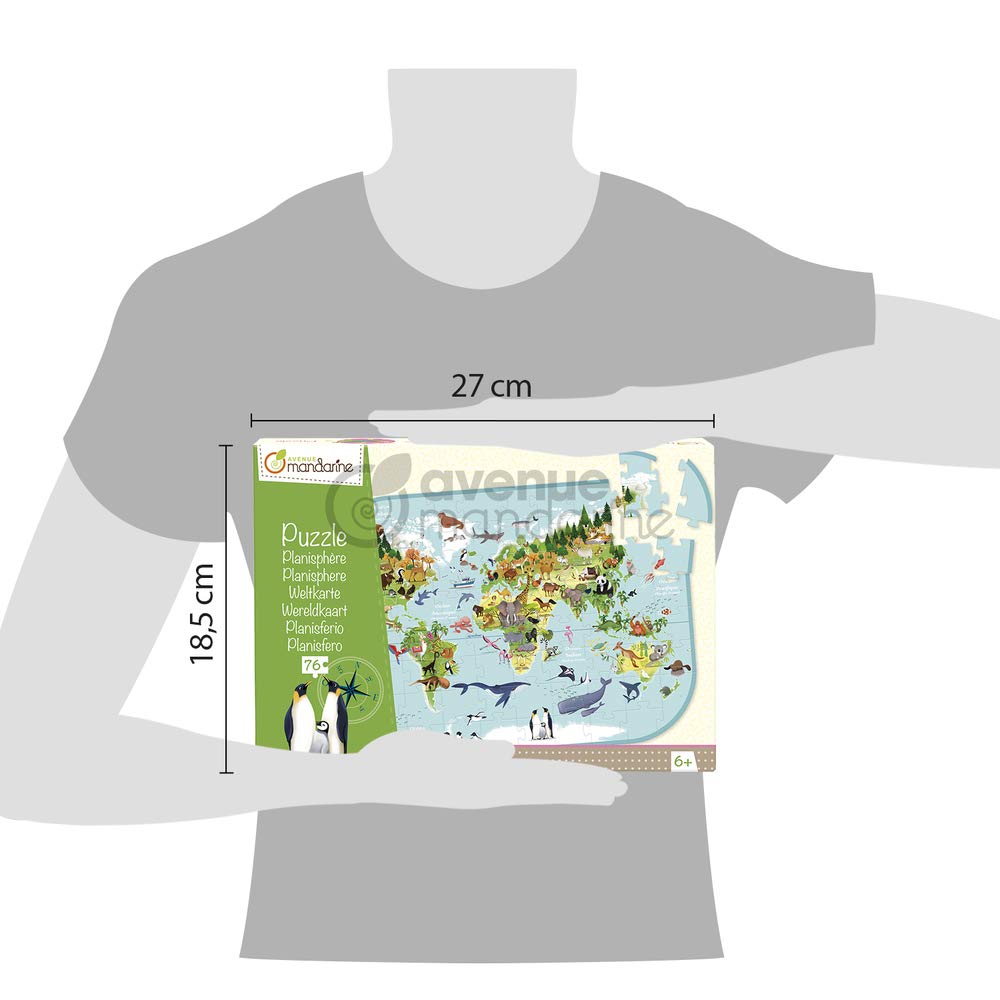 27 cm
18,5 cm
AVENUE
mandarine
avenue
mandarine
Puzzle
Planisphère
Planisphere
Weltkarte
Wereldkaart
Planisferio
Planisfero
76
6+